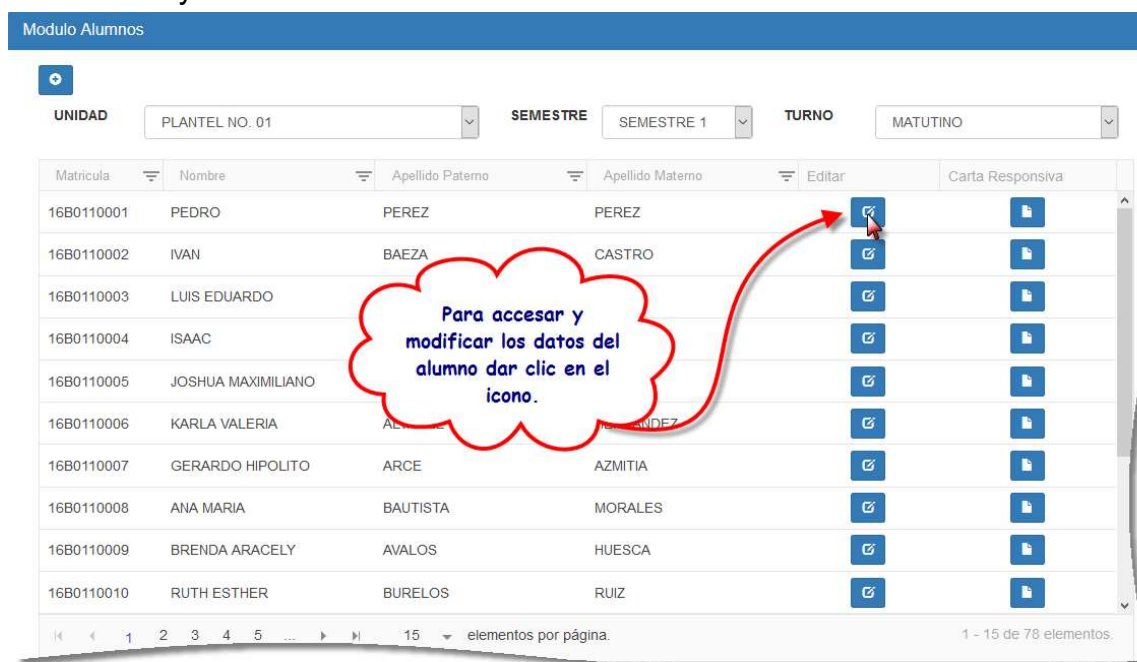 Modulo Alumnos
UNIDAD PLANTEL NO. 01 SEMESTRE SEMESTRE 1 TURNO MATUTINO
Matricula Nombre Apellido Paterno Apellido Materno Editar Carta Responsiva
16B0110001 PEDRO PEREZ PEREZ
16B0110002 IVAN BAEZA CASTRO
16B0110003 LUIS EDUARDO
16B0110004 ISAAC
16B0110005 JOSHUA MAXIMILIANO
16B0110006 KARLA VALERIA
16B0110007 GERARDO HIPOLITO ARCE AZMITIA
16B0110008 ANA MARIA BAUTISTA MORALES
16B0110009 BRENDA ARACELY AVALOS HUESCA
16B0110010 RUTH ESTHER BURELOS RUIZ
Para accesar y
modificar los datos del
alumno dar clic en el
icono.
1 2 3 4 5 ... 15 elementos por página. 1 - 15 de 78 elementos.